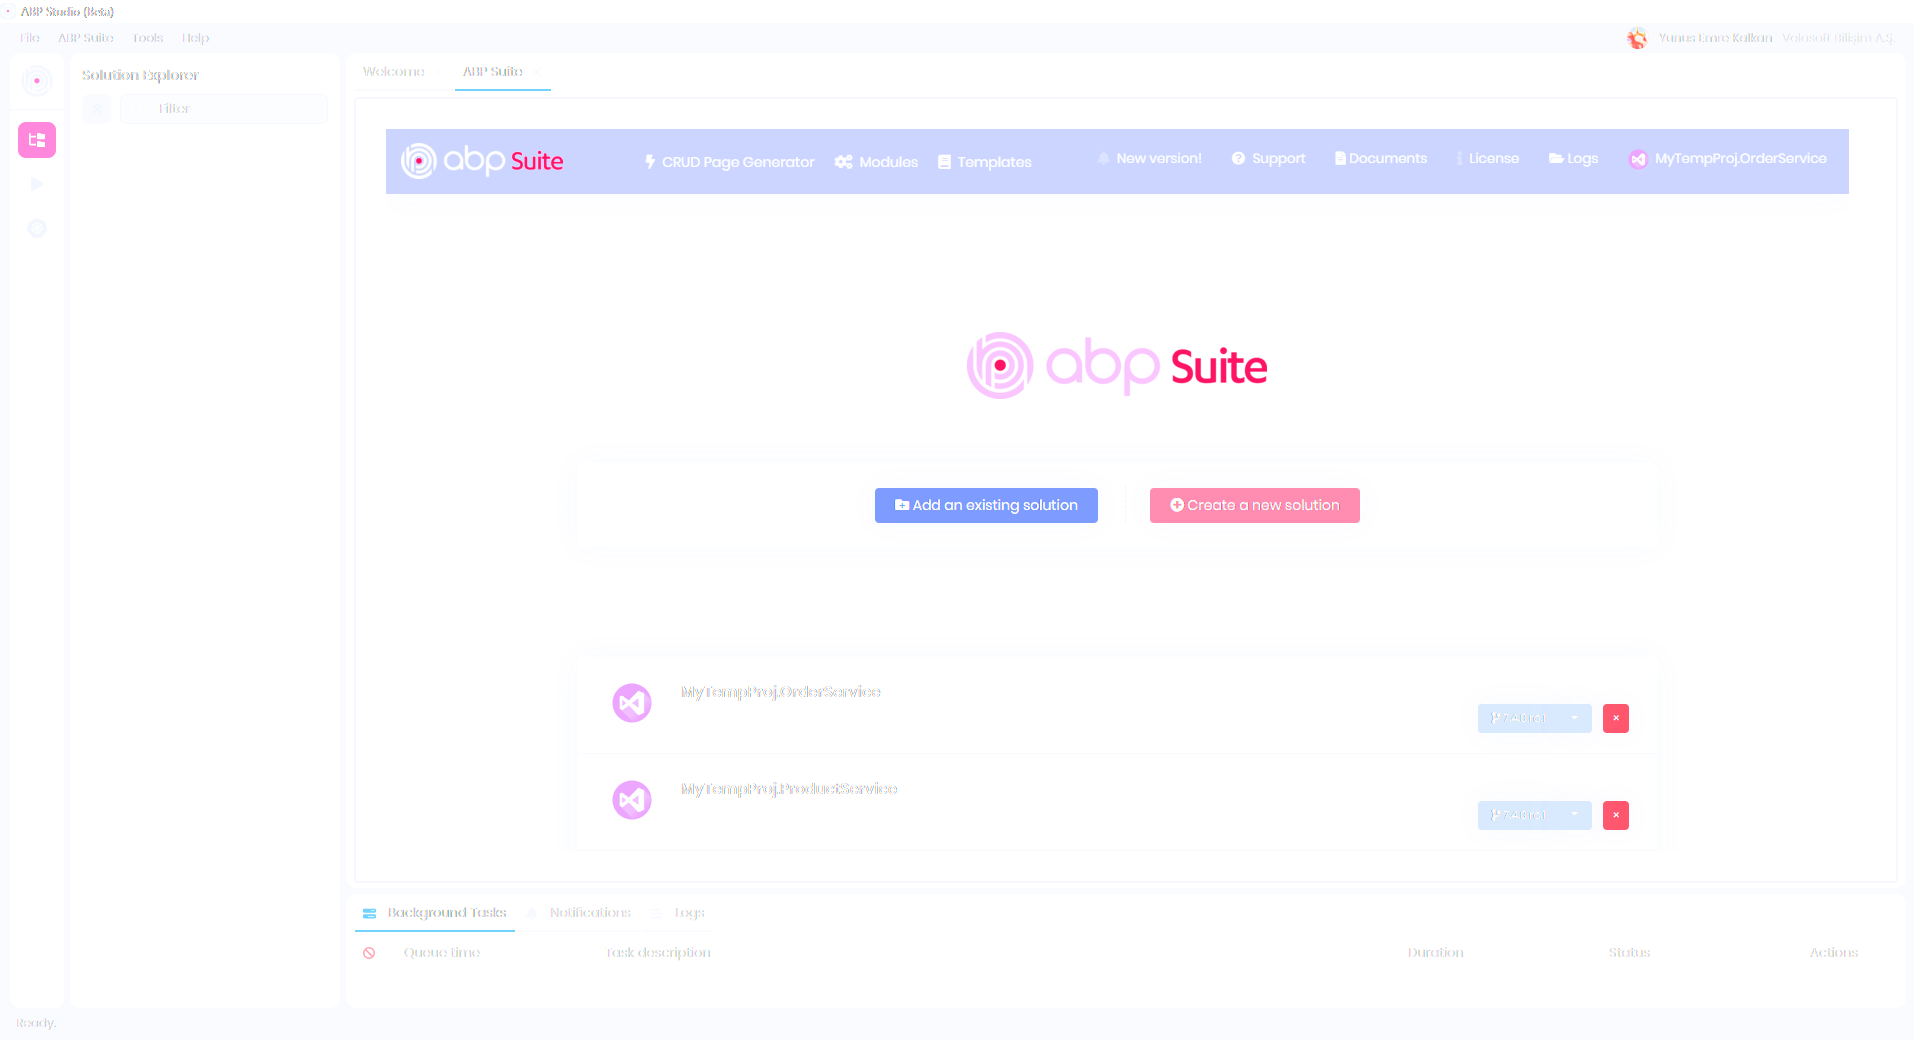 ABP Studio (Beta)
File ABP Suite Tools Help
Yunus Emre Kalkan Volosoft Bilişim A.Ş.
Solution Explorer
Filter
Welcome ABP Suite
abp Suite CRUD Page Generator Modules Templates New version! Support Documents License Logs MyTempProj.OrderService
abp Suite
Add an existing solution Create a new solution
MyTempProj.OrderService
MyTempProj.ProductService
Background Tasks Notifications Logs
Queue time Task description Duration Status Actions
Ready.